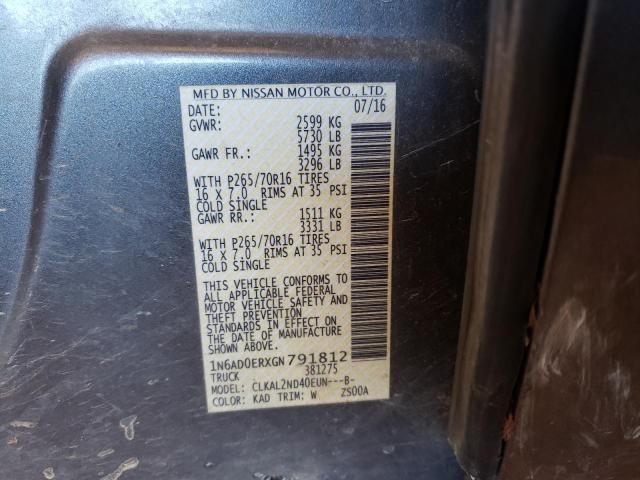 MFD BY NISSAN MOTOR CO., LTD.
DATE: 07/16
GVWR: 2599 KG
5730 LB
GAWR FR.: 1495 KG
3296 LB
WITH P265/70R16 TIRES
16 X 7.0 RIMS AT 35 PSI
COLD SINGLE
GAWR RR.: 1511 KG
3331 LB
WITH P265/70R16 TIRES
16 X 7.0 RIMS AT 35 PSI
COLD SINGLE
THIS VEHICLE CONFORMS TO
ALL APPLICABLE FEDERAL
MOTOR VEHICLE SAFETY AND
THEFT PREVENTION
STANDARDS IN EFFECT ON
THE DATE OF MANUFACTURE
SHOWN ABOVE.
1N6AD0ERXGN791812
TRUCK 381275
MODEL: CLKAL2ND40EUN---B-
COLOR: KAD TRIM: W ZS00A